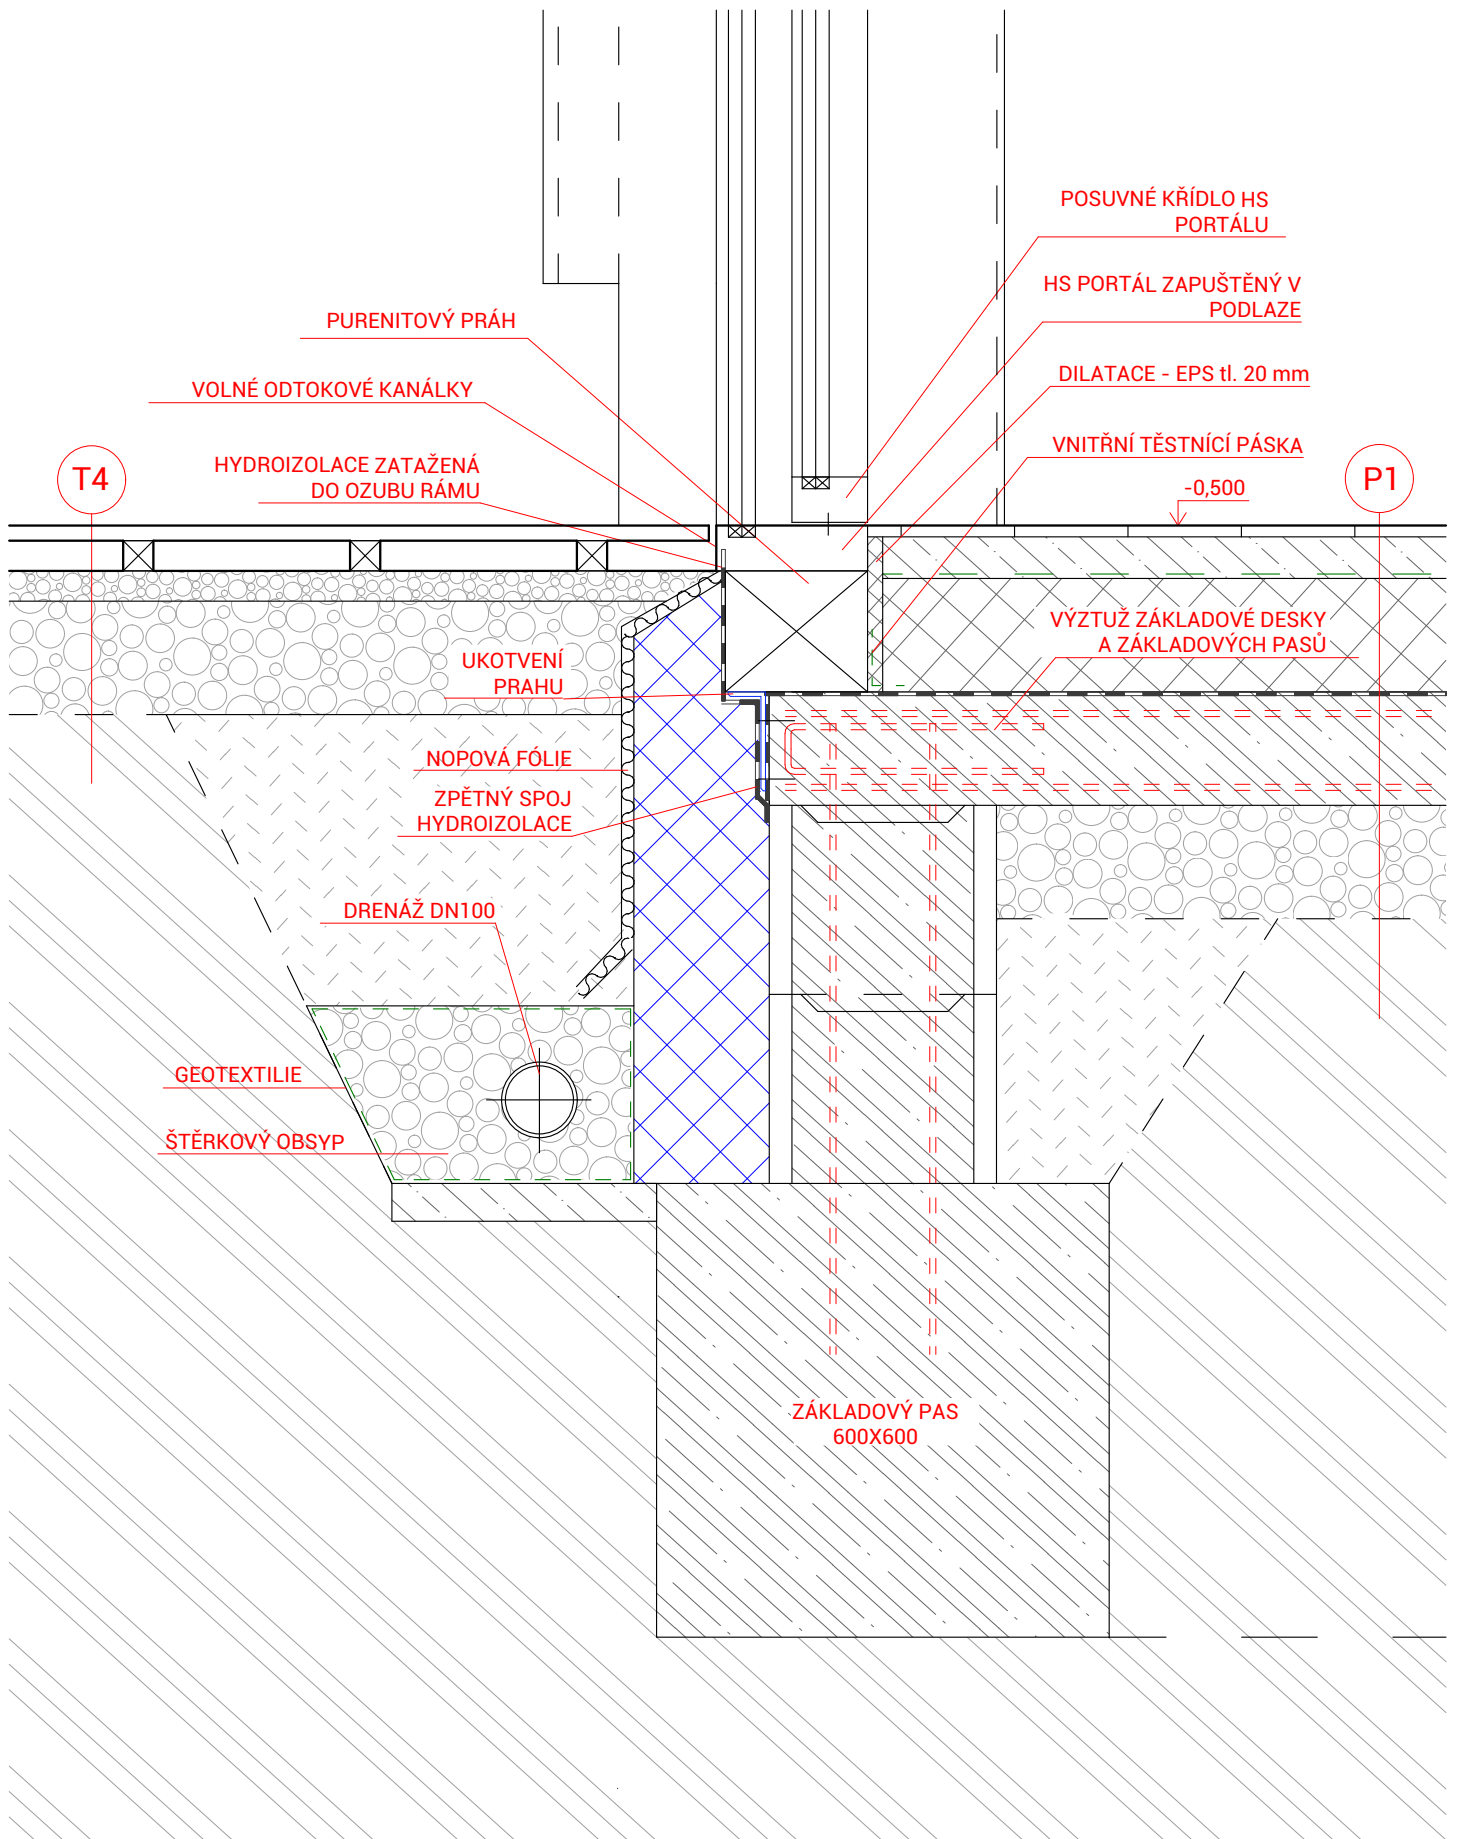 POSUVNÉ KŘÍDLO HS
PORTÁLU
HS PORTÁL ZAPUŠTĚNÝ V
PODLAZE
PURENITOVÝ PRÁH
DILATACE - EPS tl. 20 mm
VOLNÉ ODTOKOVÉ KANÁLKY
VNITŘNÍ TĚSTNÍCÍ PÁSKA
HYDROIZOLACE ZATAŽENÁ
DO OZUBU RÁMU
T4
P1
-0,500
VÝZTUŽ ZÁKLADOVÉ DESKY
A ZÁKLADOVÝCH PASŮ
UKOTVENÍ
PRAHU
NOPOVÁ FÓLIE
ZPĚTNÝ SPOJ
HYDROIZOLACE
DRENÁŽ DN100
GEOTEXTILIE
ŠTĚRKOVÝ OBSYP
ZÁKLADOVÝ PAS
600X600